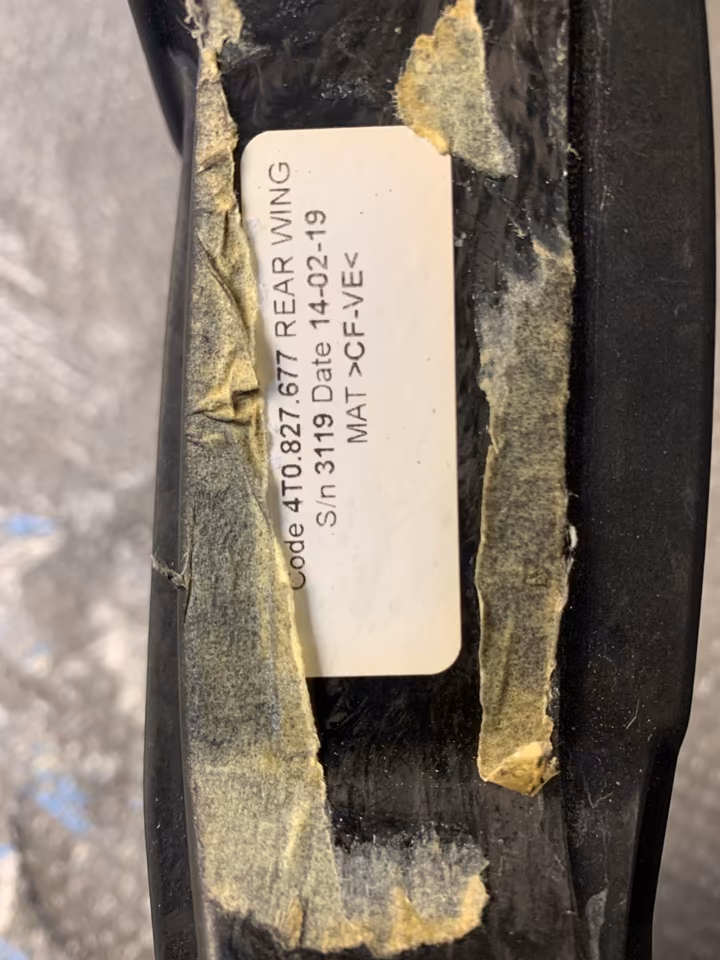 Code 4T0.827.677 REAR WING
S/n 3119 Date 14-02-19
MAT >CF-VE<